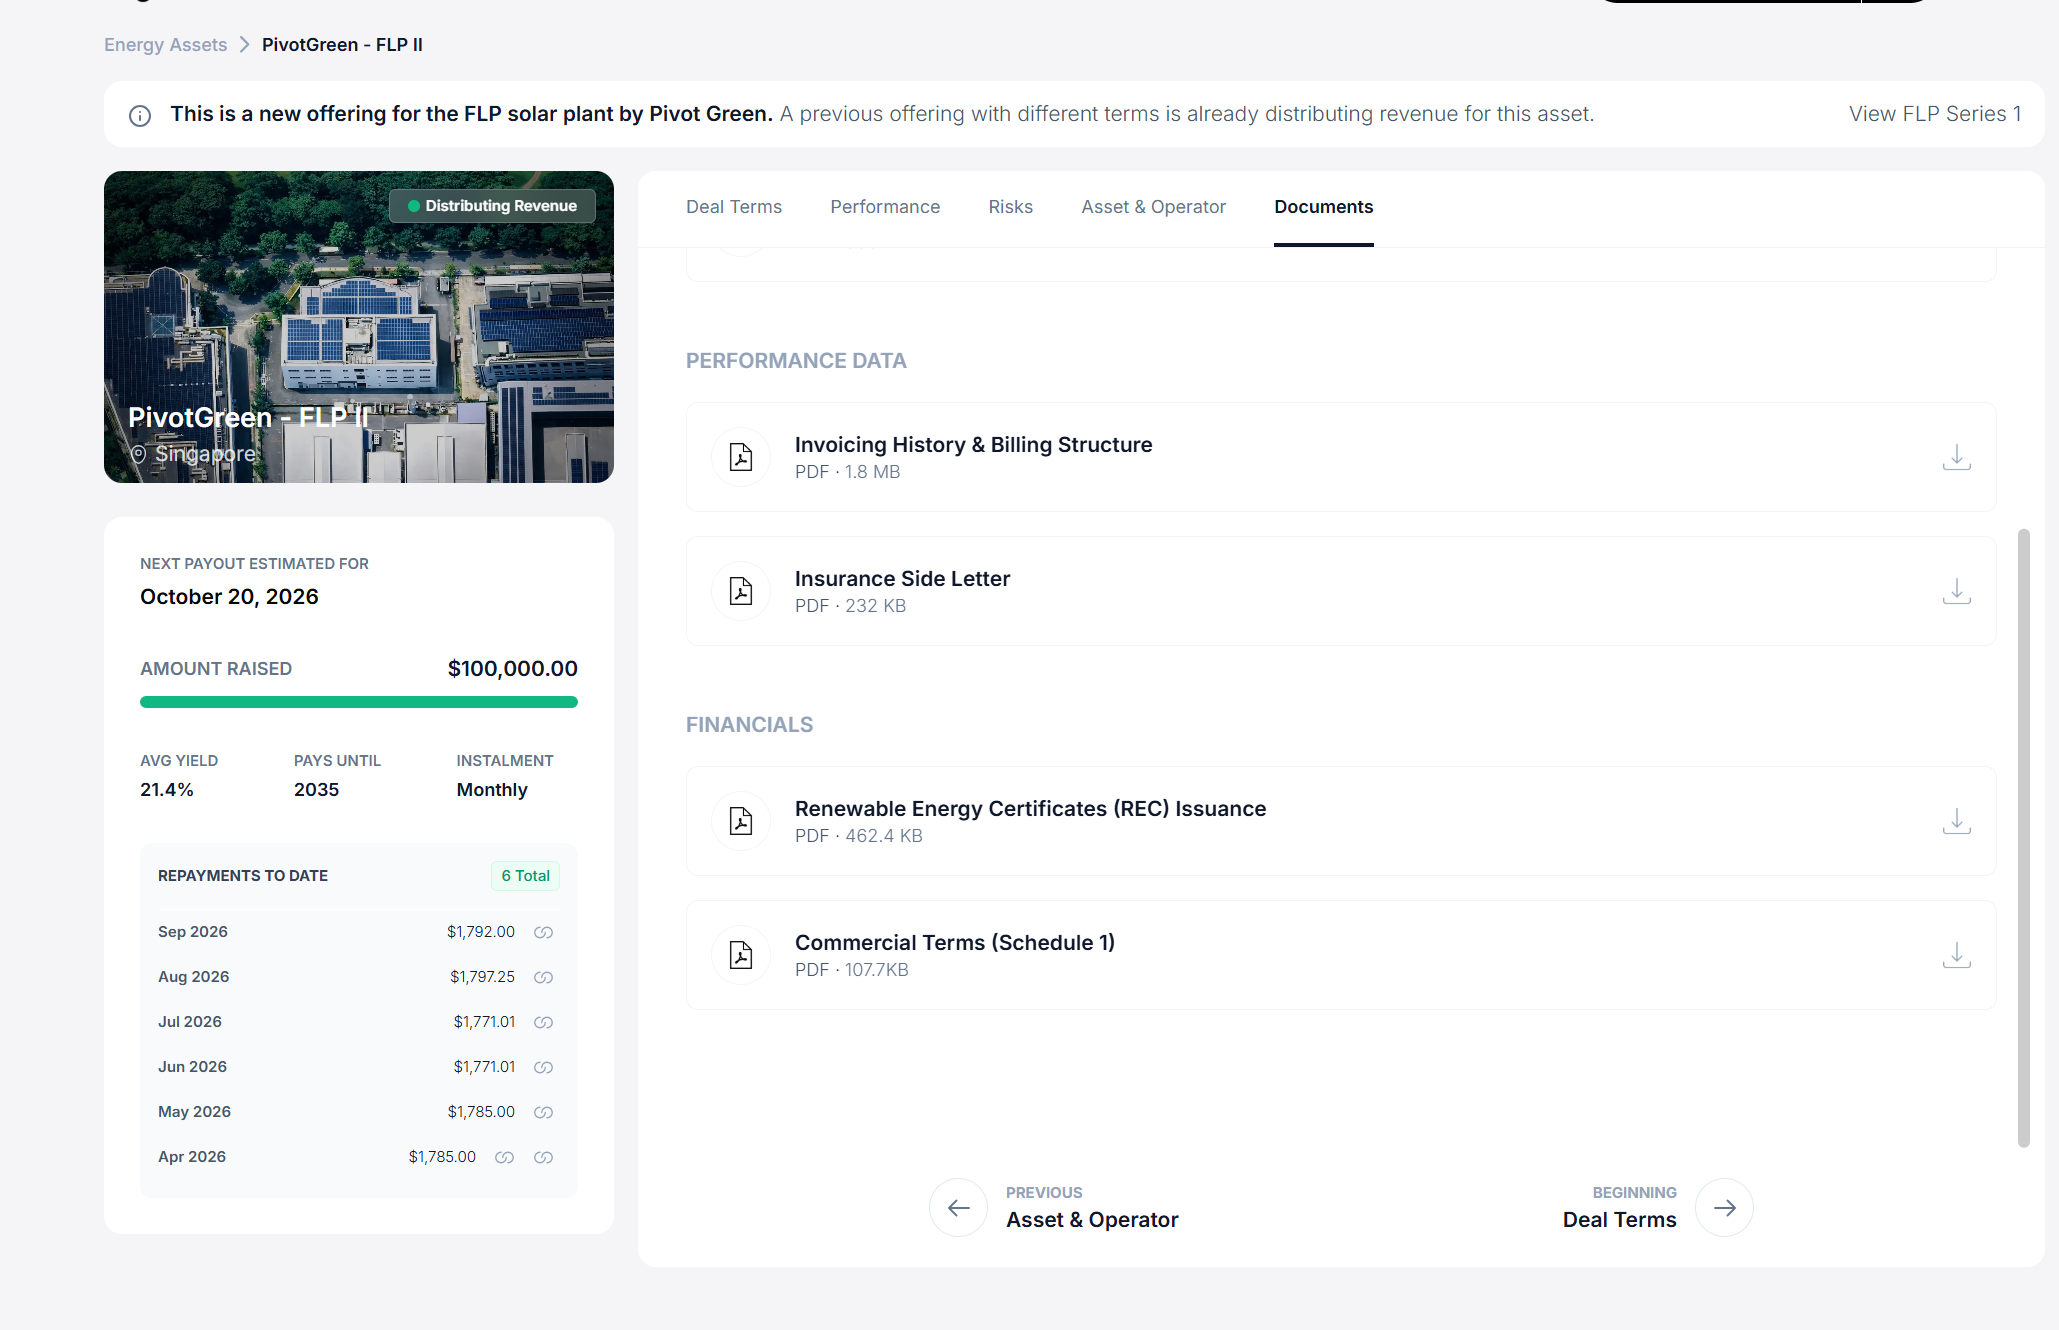 Energy Assets > PivotGreen - FLP II
This is a new offering for the FLP solar plant by Pivot Green. A previous offering with different terms is already distributing revenue for this asset.
View FLP Series 1
Distributing Revenue
PivotGreen - FLP II
Singapore
NEXT PAYOUT ESTIMATED FOR
October 20, 2026
AMOUNT RAISED $100,000.00
AVG YIELD PAYS UNTIL INSTALMENT
21.4% 2035 Monthly
REPAYMENTS TO DATE 6 Total
Sep 2026 $1,792.00
Aug 2026 $1,797.25
Jul 2026 $1,771.01
Jun 2026 $1,771.01
May 2026 $1,785.00
Apr 2026 $1,785.00
Deal Terms Performance Risks Asset & Operator Documents
PERFORMANCE DATA
Invoicing History & Billing Structure
PDF · 1.8 MB
Insurance Side Letter
PDF · 232 KB
FINANCIALS
Renewable Energy Certificates (REC) Issuance
PDF · 462.4 KB
Commercial Terms (Schedule 1)
PDF · 107.7KB
PREVIOUS
Asset & Operator
BEGINNING
Deal Terms